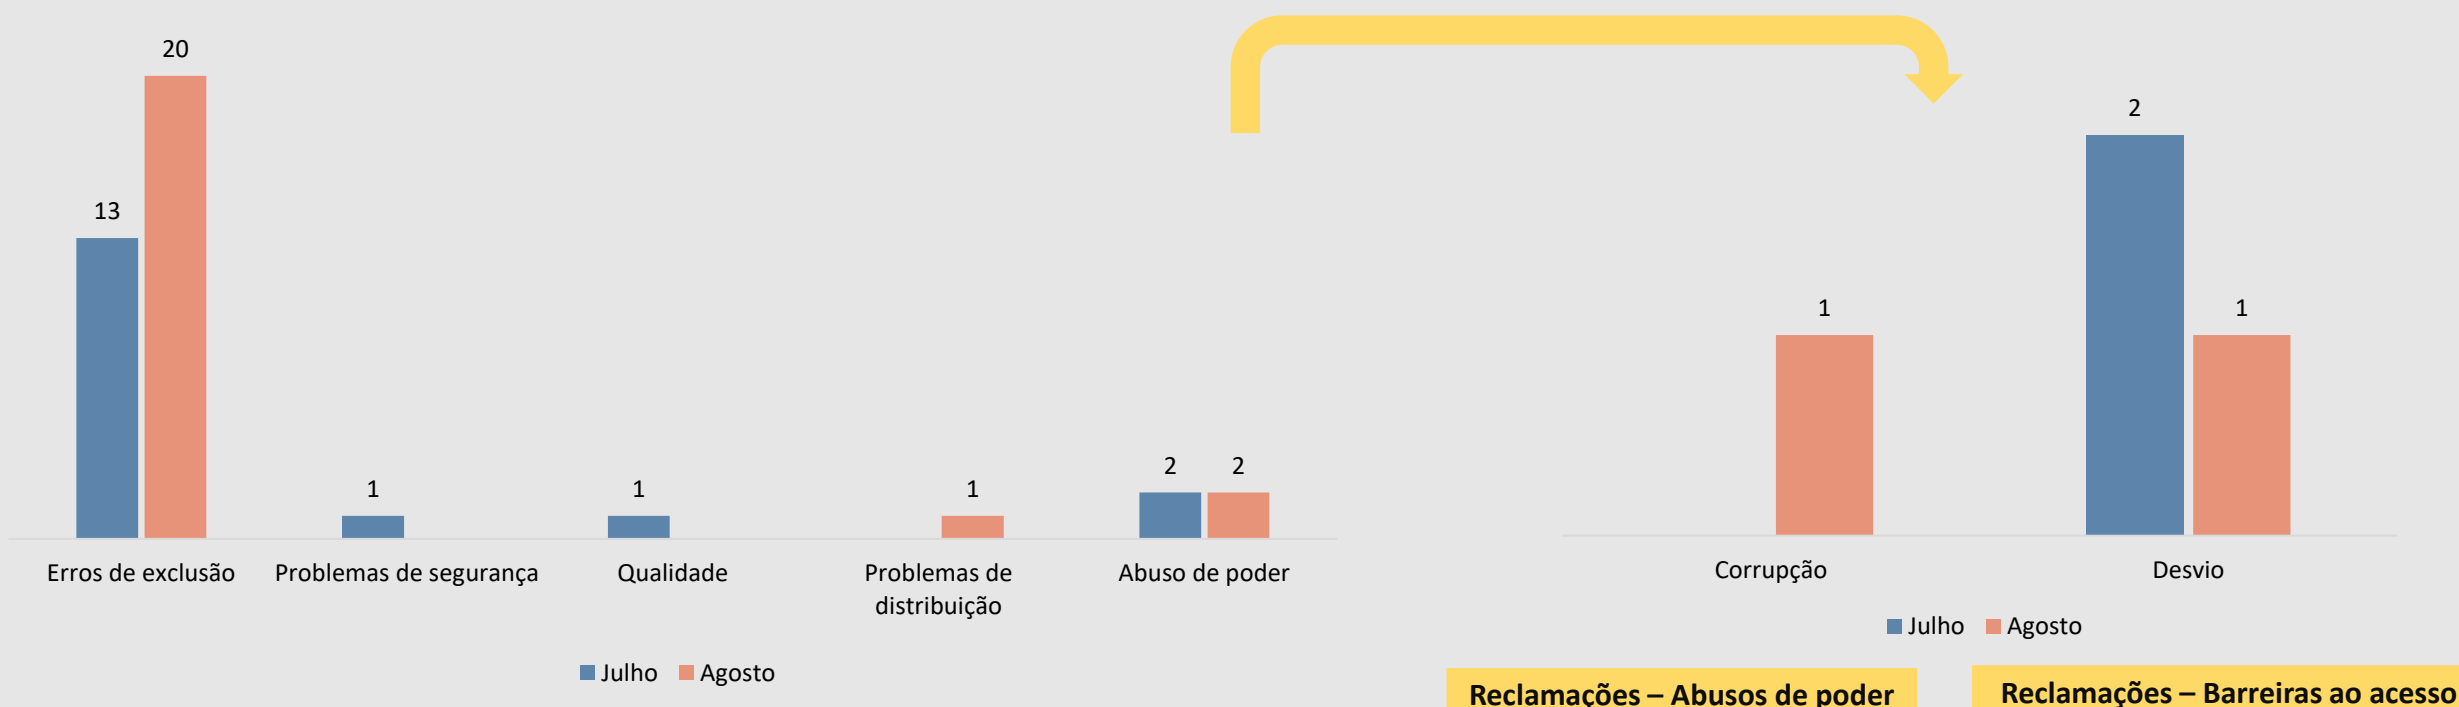 20
13
1
1
1
2
2
Erros de exclusão
Problemas de segurança
Qualidade
Problemas de
distribuição
Abuso de poder
Julho
Agosto
1
2
1
Corrupção
Desvio
Julho
Agosto
Reclamações – Abusos de poder
Reclamações – Barreiras ao acesso